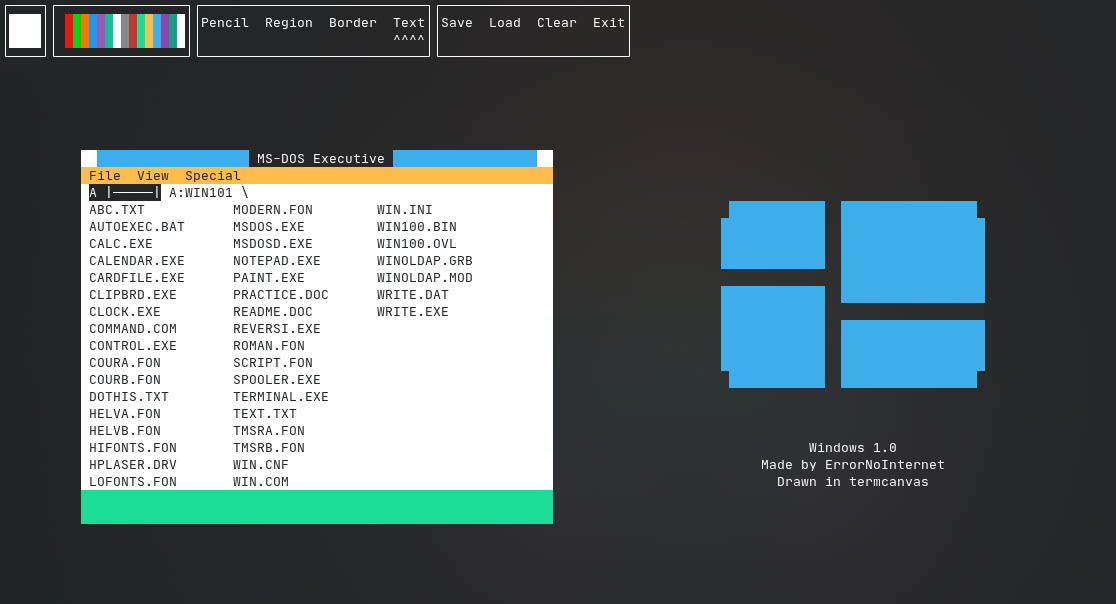 Pencil Region Border Text
^^^^
Save Load Clear Exit
MS-DOS Executive
File View Special
A |─────| A:WIN101 \
ABC.TXT MODERN.FON WIN.INI
AUTOEXEC.BAT MSDOS.EXE WIN100.BIN
CALC.EXE MSDOSD.EXE WIN100.OVL
CALENDAR.EXE NOTEPAD.EXE WINOLDAP.GRB
CARDFILE.EXE PAINT.EXE WINOLDAP.MOD
CLIPBRD.EXE PRACTICE.DOC WRITE.DAT
CLOCK.EXE README.DOC WRITE.EXE
COMMAND.COM REVERSI.EXE
CONTROL.EXE ROMAN.FON
COURA.FON SCRIPT.FON
COURB.FON SPOOLER.EXE
DOTHIS.TXT TERMINAL.EXE
HELVA.FON TEXT.TXT
HELVB.FON TMSRA.FON
HIFONTS.FON TMSRB.FON
HPLASER.DRV WIN.CNF
LOFONTS.FON WIN.COM
Windows 1.0
Made by ErrorNoInternet
Drawn in termcanvas